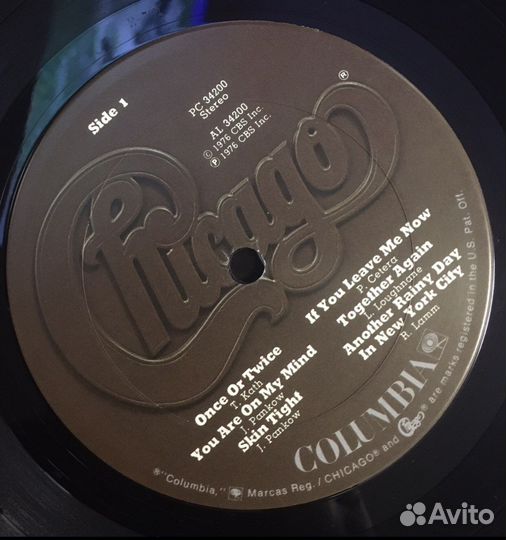 Side 1
PC 34200
Stereo
AL 34200
© 1976 CBS Inc.
℗ 1976 CBS Inc.
®
Chicago
Once Or Twice
T. Kath
You Are On My Mind
J. Pankow
Skin Tight
J. Pankow
If You Leave Me Now
P. Cetera
Together Again
L. Loughnane
Another Rainy Day
In New York City
R. Lamm
COLUMBIA
® "Columbia," Marcas Reg. / CHICAGO® and ® are marks registered in the U.S. Pat. Off.
Avito